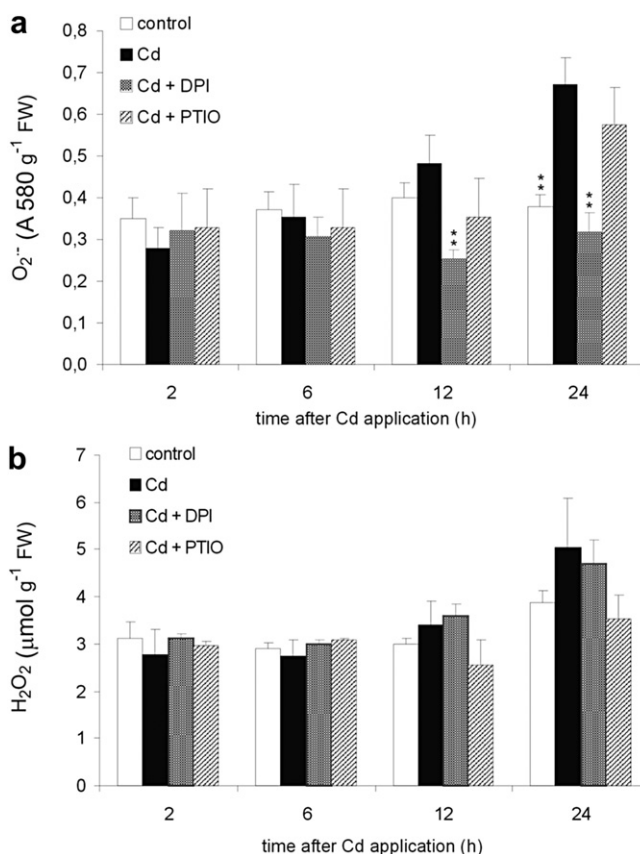 a
control
Cd
Cd + DPI
Cd + PTIO
O₂·⁻ (A 580 g⁻¹ FW)
0,8
0,7
0,6
0,5
0,4
0,3
0,2
0,1
0,0
**
**
**
2 6 12 24
time after Cd application (h)
b
control
Cd
Cd + DPI
Cd + PTIO
H₂O₂ (µmol g⁻¹ FW)
7
6
5
4
3
2
1
0
2 6 12 24
time after Cd application (h)